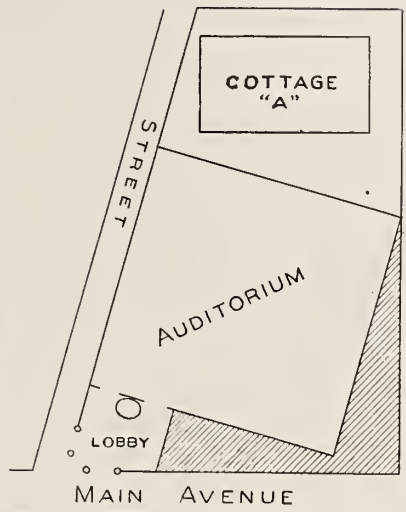 COTTAGE
"A"
STREET
AUDITORIUM
LOBBY
MAIN AVENUE